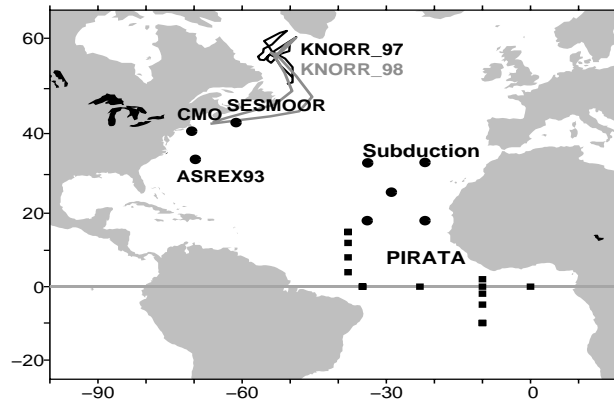 60
KNORR_97
KNORR_98
SESMOOR
CMO
40
Subduction
ASREX93
20
PIRATA
0
−20
−90
−60
−30
0